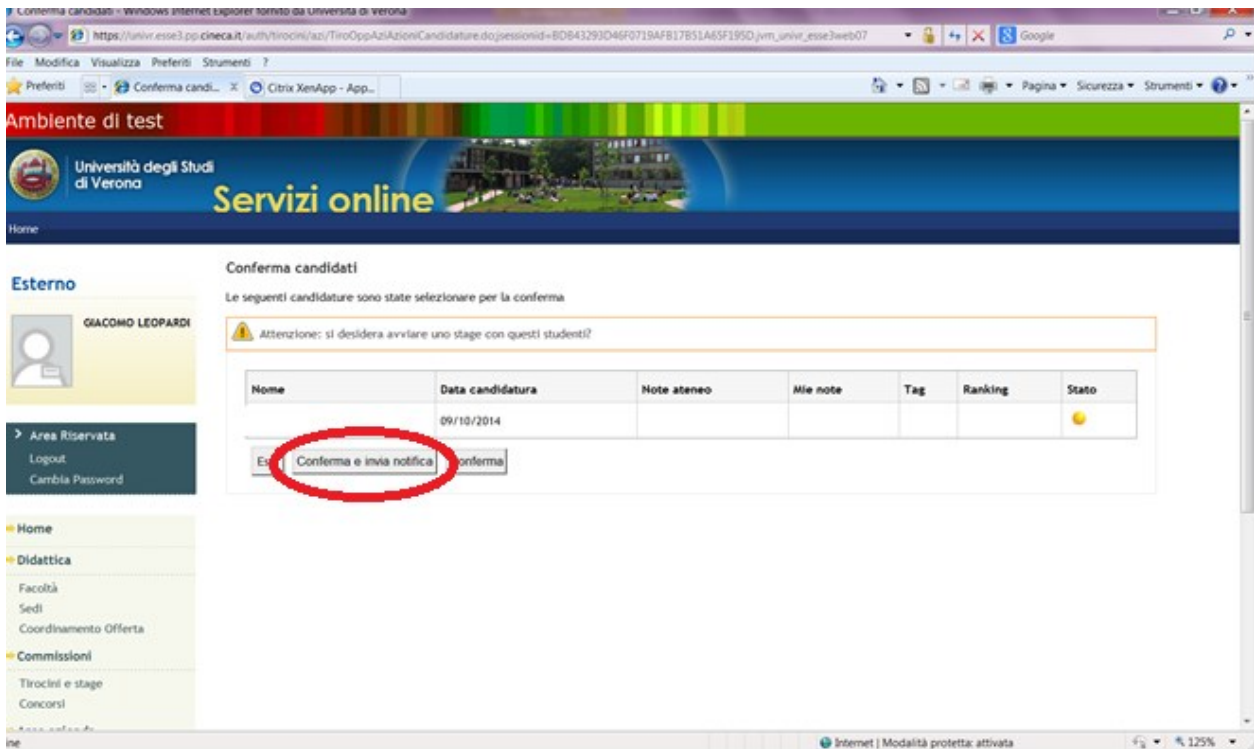 Conferma candidati - Windows Internet Explorer fornito da Università di Verona
https://univr.esse3.pp.cineca.it/auth/tirocini/azi/TiroOppAziAzioniCandidature.do;jsessionid=BD843293D46F0719AFB17B51A65F195D.jvm_univr_esse3web07
Google
File Modifica Visualizza Preferiti Strumenti ?
Preferiti Conferma candi... X Citrix XenApp - App... Pagina Sicurezza Strumenti
Ambiente di test
Università degli Studi
di Verona
Servizi online
Home
Esterno
GIACOMO LEOPARDI
Area Riservata
Logout
Cambia Password
Home
Didattica
Facoltà
Sedi
Coordinamento Offerta
Commissioni
Tirocini e stage
Concorsi
Conferma candidati
Le seguenti candidature sono state selezionare per la conferma
Attenzione: si desidera avviare uno stage con questi studenti?
Nome Data candidatura Note ateneo Mie note Tag Ranking Stato
09/10/2014
Conferma e invia notifica
Internet | Modalità protetta: attivata 125%